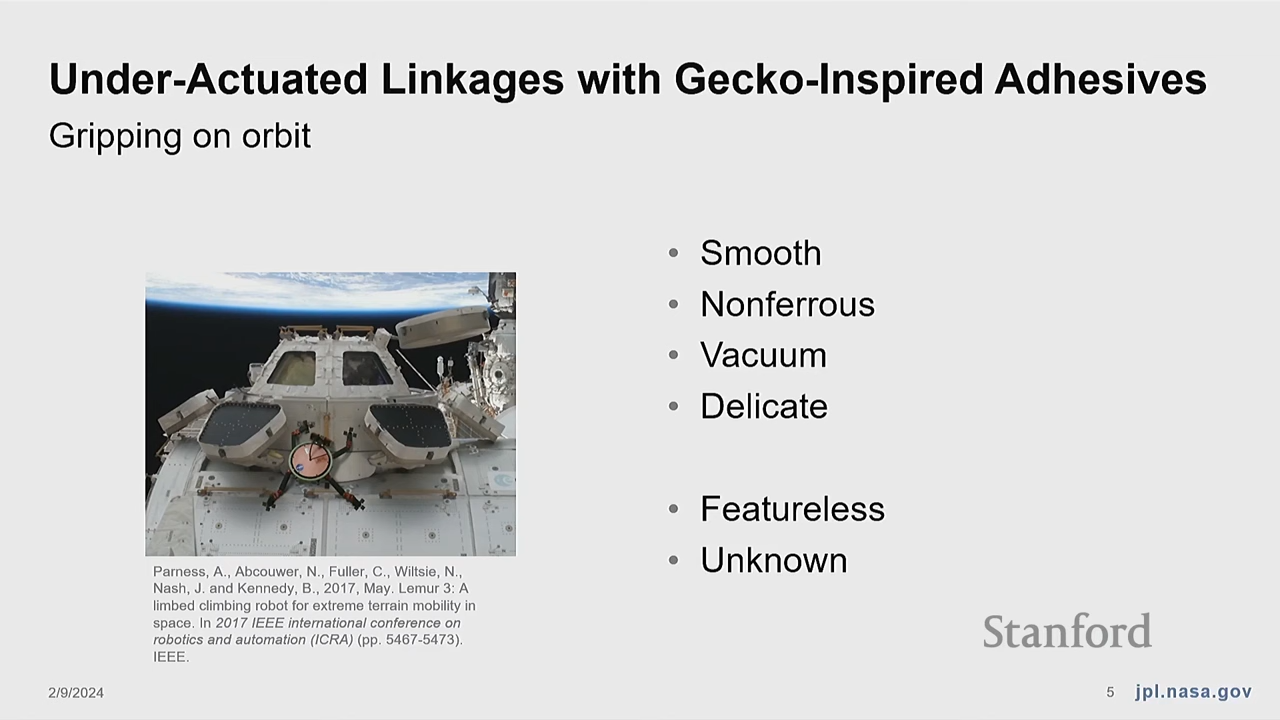 Under-Actuated Linkages with Gecko-Inspired Adhesives
Gripping on orbit
• Smooth
• Nonferrous
• Vacuum
• Delicate
• Featureless
• Unknown
Parness, A., Abcouwer, N., Fuller, C., Wiltsie, N.,
Nash, J. and Kennedy, B., 2017, May. Lemur 3: A
limbed climbing robot for extreme terrain mobility in
space. In 2017 IEEE international conference on
robotics and automation (ICRA) (pp. 5467-5473).
IEEE.
Stanford
2/9/2024
5
jpl.nasa.gov